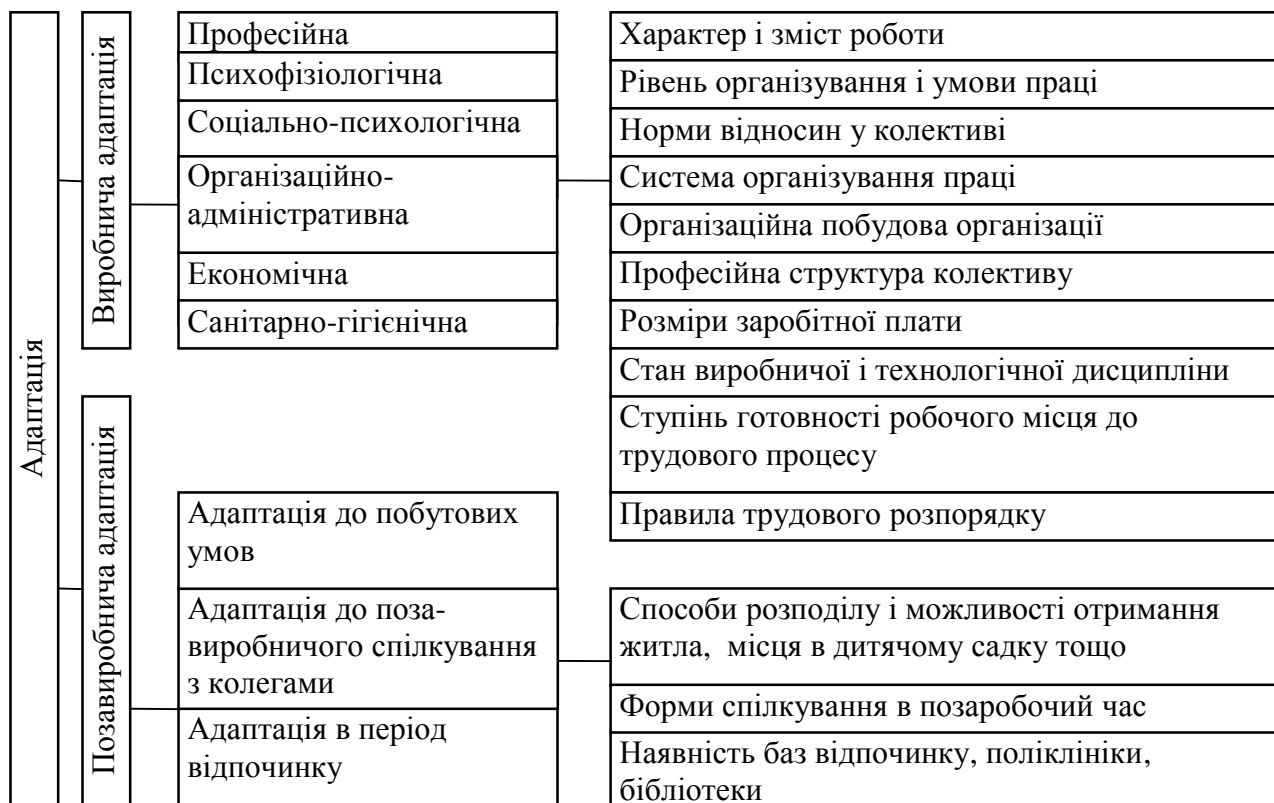 Адаптація
Виробнича адаптація
Професійна
Психофізіологічна
Соціально-психологічна
Організаційно-
адміністративна
Економічна
Санітарно-гігієнічна
Характер і зміст роботи
Рівень організування і умови праці
Норми відносин у колективі
Система організування праці
Організаційна побудова організації
Професійна структура колективу
Розміри заробітної плати
Стан виробничої і технологічної дисципліни
Ступінь готовності робочого місця до
трудового процесу
Правила трудового розпорядку
Позавиробнича адаптація
Адаптація до побутових
умов
Адаптація до поза-
виробничого спілкування
з колегами
Адаптація в період
відпочинку
Способи розподілу і можливості отримання
житла, місця в дитячому садку тощо
Форми спілкування в позаробочий час
Наявність баз відпочинку, поліклініки,
бібліотеки